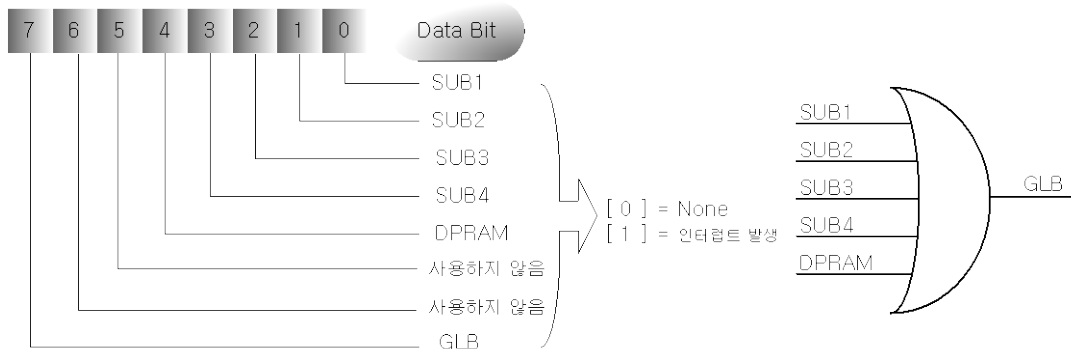 7 6 5 4 3 2 1 0 Data Bit
SUB1
SUB2
SUB3
SUB4
DPRAM
사용하지 않음
사용하지 않음
GLB
[ 0 ] = None
[ 1 ] = 인터럽트 발생
SUB1
SUB2
SUB3
SUB4
DPRAM
GLB